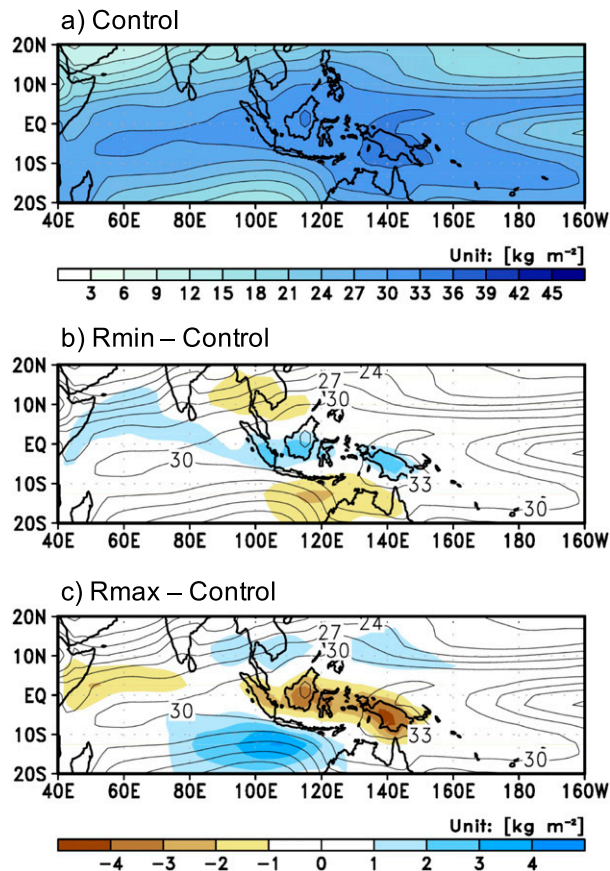 a) Control
20N
10N
EQ
10S
20S
40E 60E 80E 100E 120E 140E 160E 180 160W
Unit: [kg m⁻²]
3 6 9 12 15 18 21 24 27 30 33 36 39 42 45
b) Rmin – Control
20N
24
27
30
10N
EQ
30
10S
33
30
20S
40E 60E 80E 100E 120E 140E 160E 180 160W
c) Rmax – Control
20N
24
27
30
10N
EQ
30
10S
33
30
20S
40E 60E 80E 100E 120E 140E 160E 180 160W
Unit: [kg m⁻²]
−4 −3 −2 −1 0 1 2 3 4